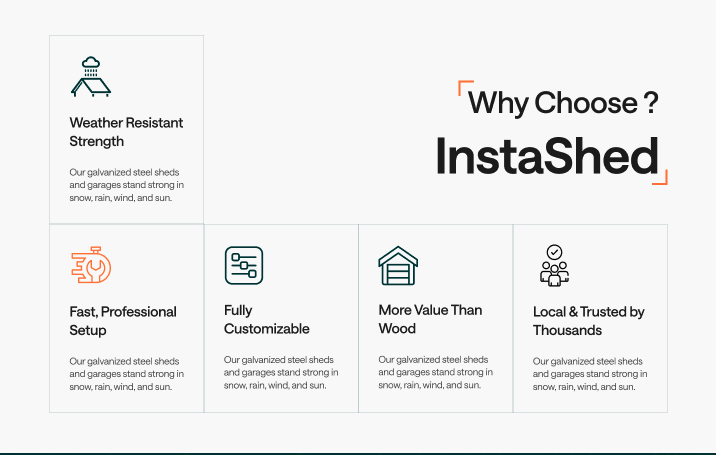 Weather Resistant
Strength
Our galvanized steel sheds
and garages stand strong in
snow, rain, wind, and sun.
Why Choose ?
InstaShed
Fast, Professional
Setup
Our galvanized steel sheds
and garages stand strong in
snow, rain, wind, and sun.
Fully
Customizable
Our galvanized steel sheds
and garages stand strong in
snow, rain, wind, and sun.
More Value Than
Wood
Our galvanized steel sheds
and garages stand strong in
snow, rain, wind, and sun.
Local & Trusted by
Thousands
Our galvanized steel sheds
and garages stand strong in
snow, rain, wind, and sun.